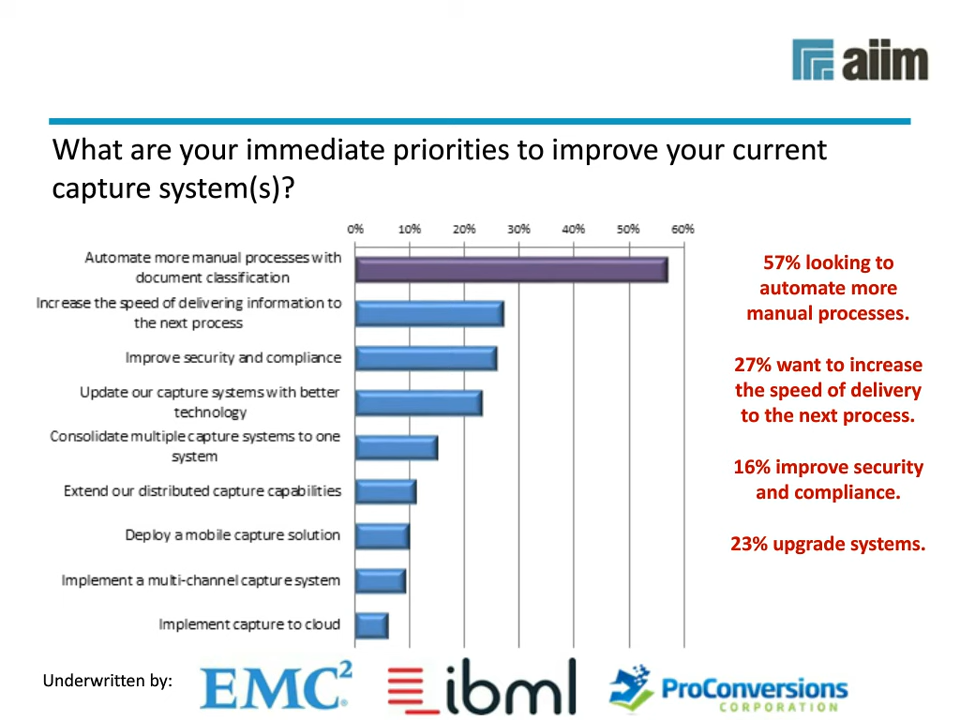 aiim
What are your immediate priorities to improve your current
capture system(s)?
0% 10% 20% 30% 40% 50% 60%
Automate more manual processes with
document classification
Increase the speed of delivering information to
the next process
Improve security and compliance
Update our capture systems with better
technology
Consolidate multiple capture systems to one
system
Extend our distributed capture capabilities
Deploy a mobile capture solution
Implement a multi-channel capture system
Implement capture to cloud
57% looking to
automate more
manual processes.
27% want to increase
the speed of delivery
to the next process.
16% improve security
and compliance.
23% upgrade systems.
Underwritten by:
EMC²®
ibml
ProConversions
CORPORATION